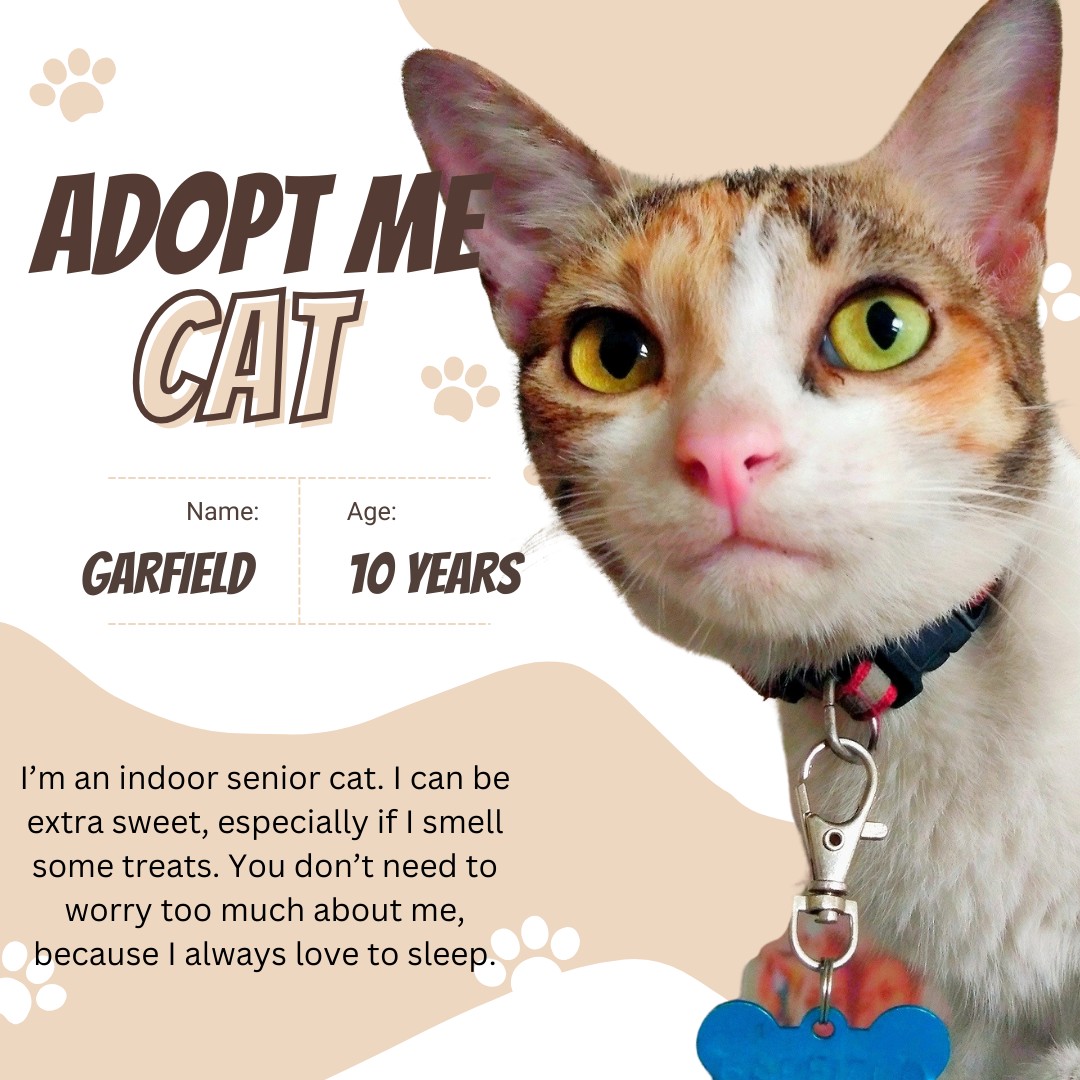 ADOPT ME
CAT
Name:
Age:
GARFIELD
10 YEARS
I’m an indoor senior cat. I can be
extra sweet, especially if I smell
some treats. You don’t need to
worry too much about me,
because I always love to sleep.